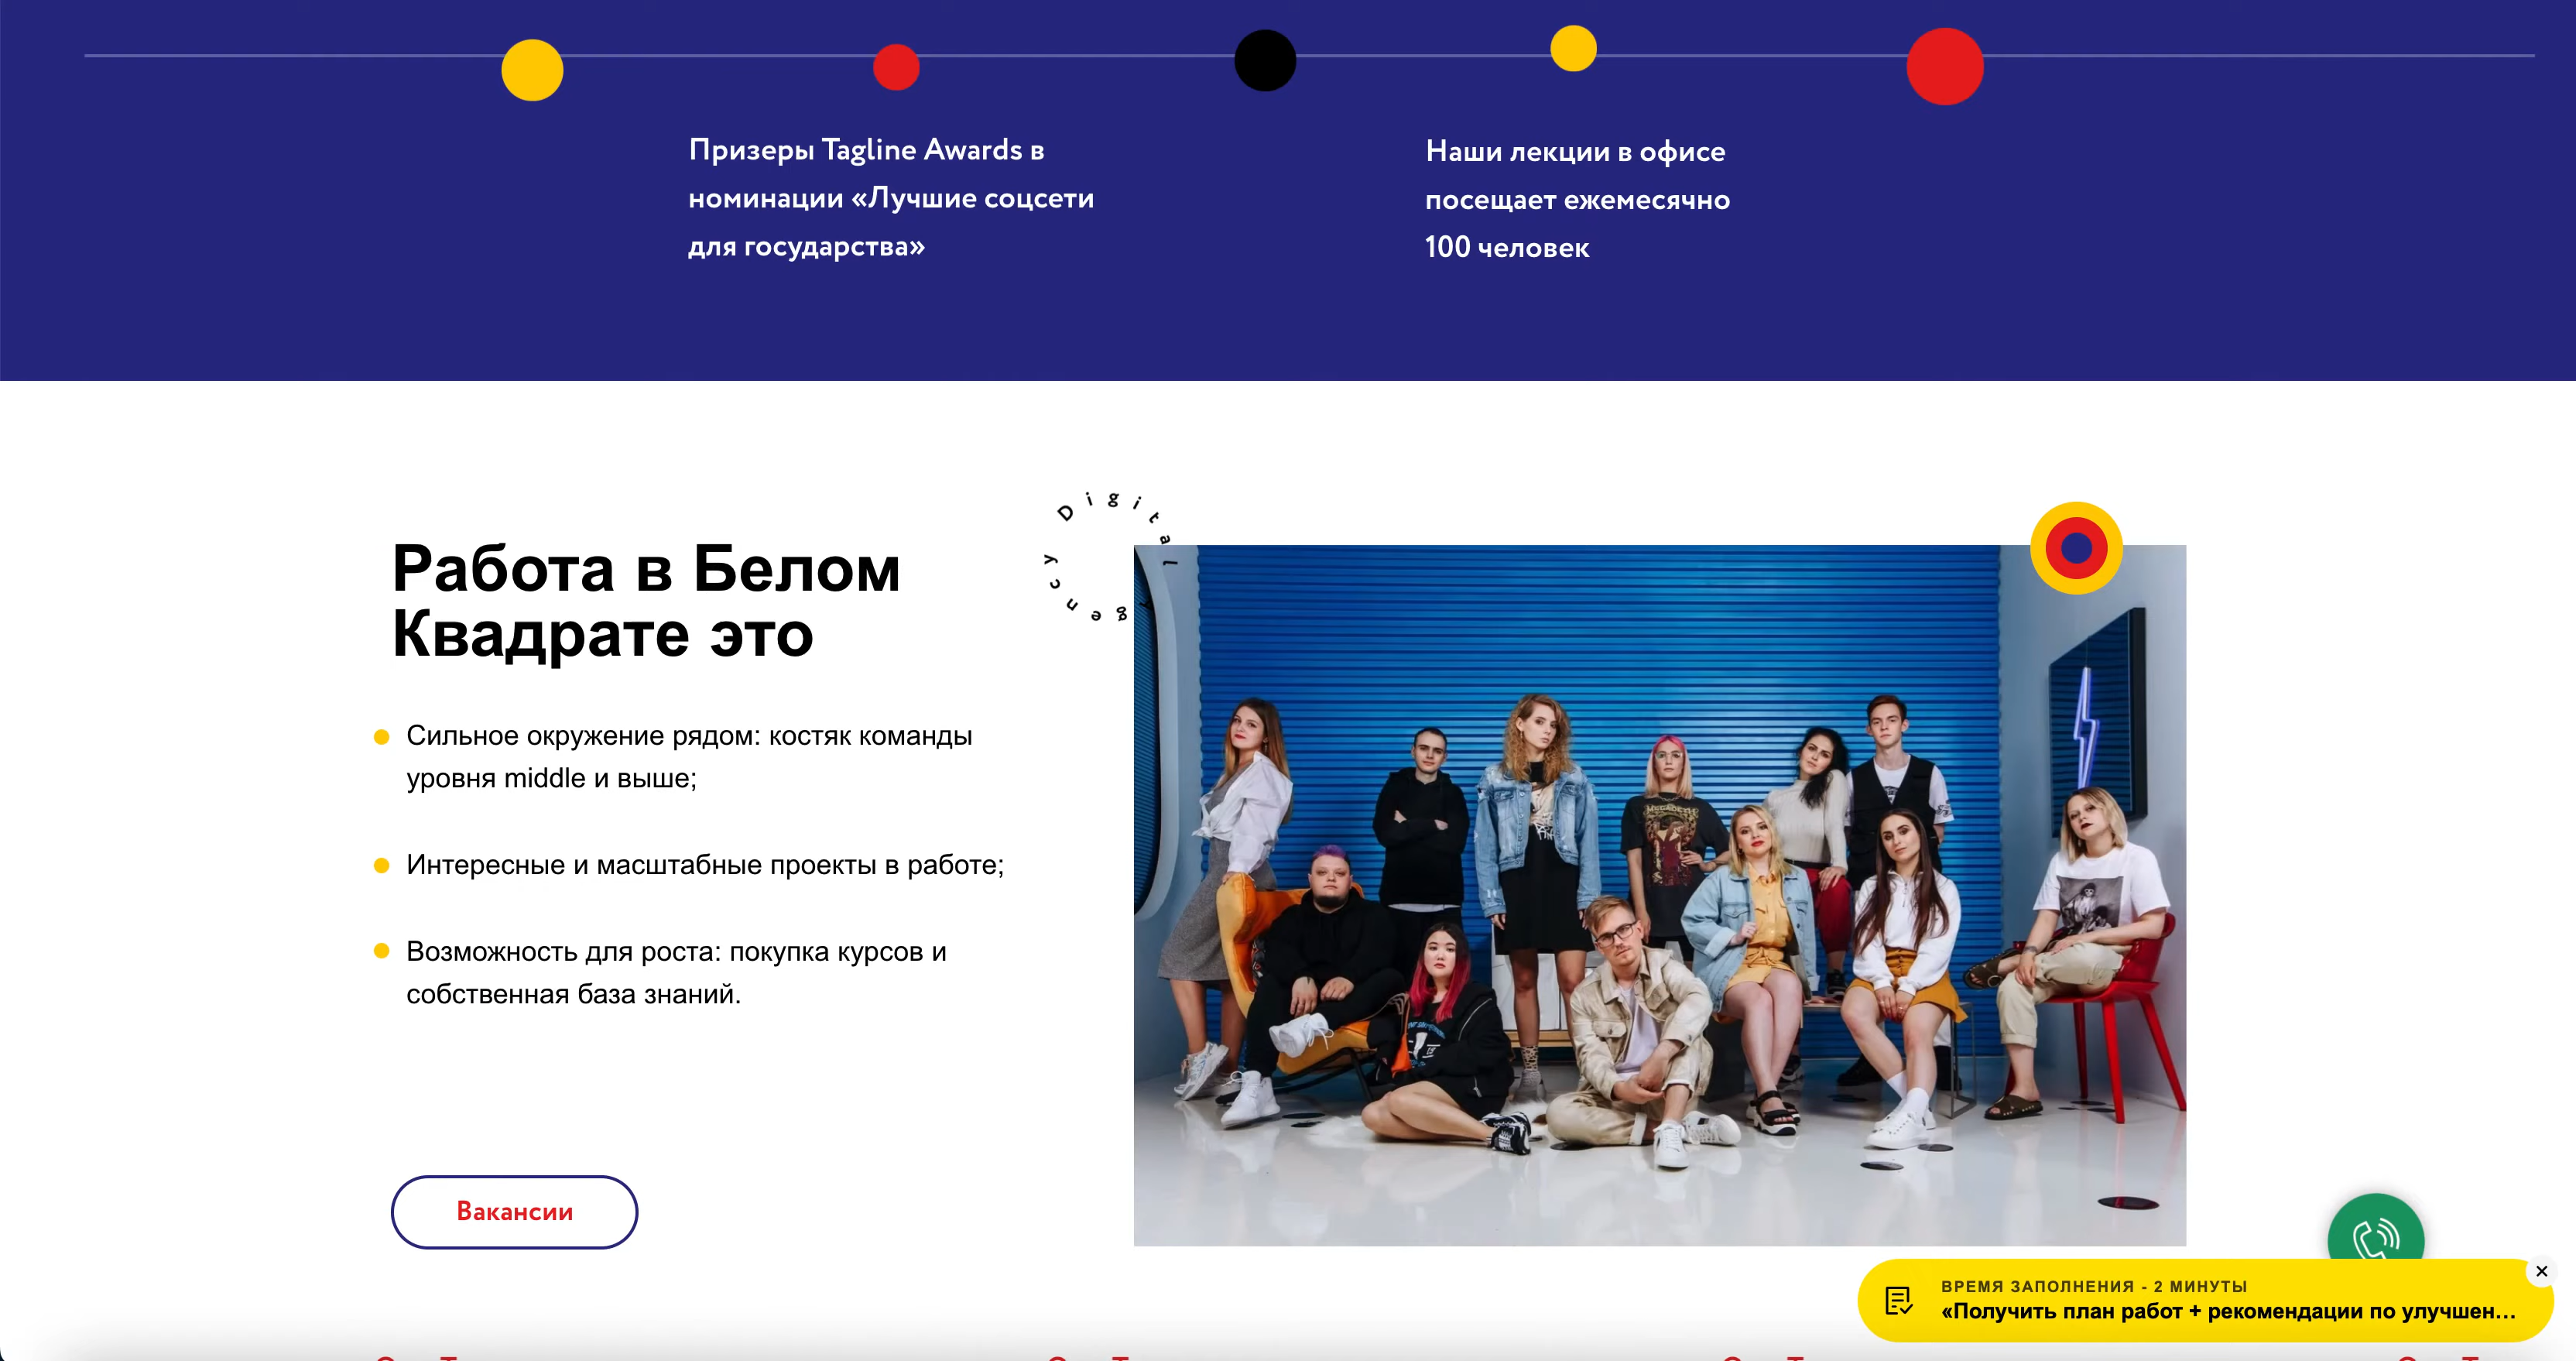 Призеры Tagline Awards в
номинации «Лучшие соцсети
для государства»
Наши лекции в офисе
посещает ежемесячно
100 человек
Digital
gency
Работа в Белом
Квадрате это
Сильное окружение рядом: костяк команды
уровня middle и выше;
Интересные и масштабные проекты в работе;
Возможность для роста: покупка курсов и
собственная база знаний.
Вакансии
MEGADETH
ВРЕМЯ ЗАПОЛНЕНИЯ - 2 МИНУТЫ
«Получить план работ + рекомендации по улучшен...